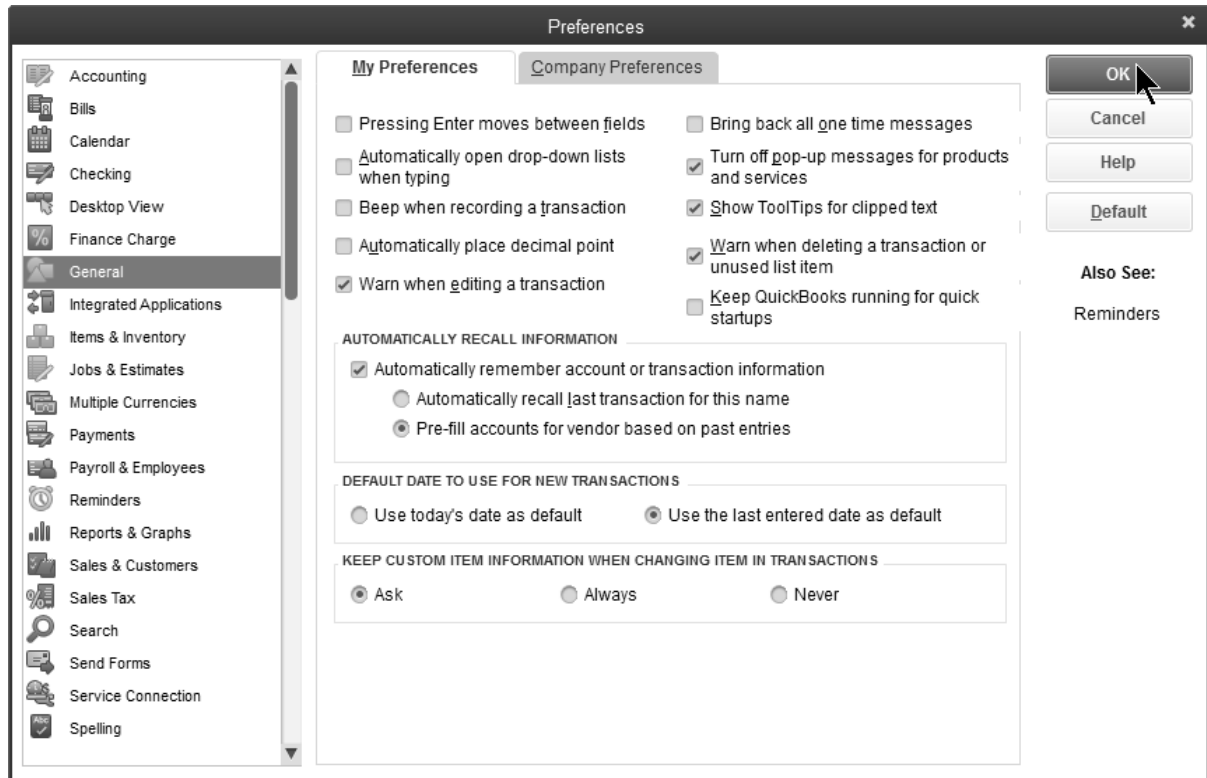 Preferences
Accounting
Bills
Calendar
Checking
Desktop View
Finance Charge
General
Integrated Applications
Items & Inventory
Jobs & Estimates
Multiple Currencies
Payments
Payroll & Employees
Reminders
Reports & Graphs
Sales & Customers
Sales Tax
Search
Send Forms
Service Connection
Abc
Spelling
My Preferences
Company Preferences
Pressing Enter moves between fields
Automatically open drop-down lists
when typing
Beep when recording a transaction
Automatically place decimal point
Warn when editing a transaction
Bring back all one time messages
Turn off pop-up messages for products
and services
Show ToolTips for clipped text
Warn when deleting a transaction or
unused list item
Keep QuickBooks running for quick
startups
AUTOMATICALLY RECALL INFORMATION
Automatically remember account or transaction information
Automatically recall last transaction for this name
Pre-fill accounts for vendor based on past entries
DEFAULT DATE TO USE FOR NEW TRANSACTIONS
Use today's date as default
Use the last entered date as default
KEEP CUSTOM ITEM INFORMATION WHEN CHANGING ITEM IN TRANSACTIONS
Ask
Always
Never
OK
Cancel
Help
Default
Also See:
Reminders